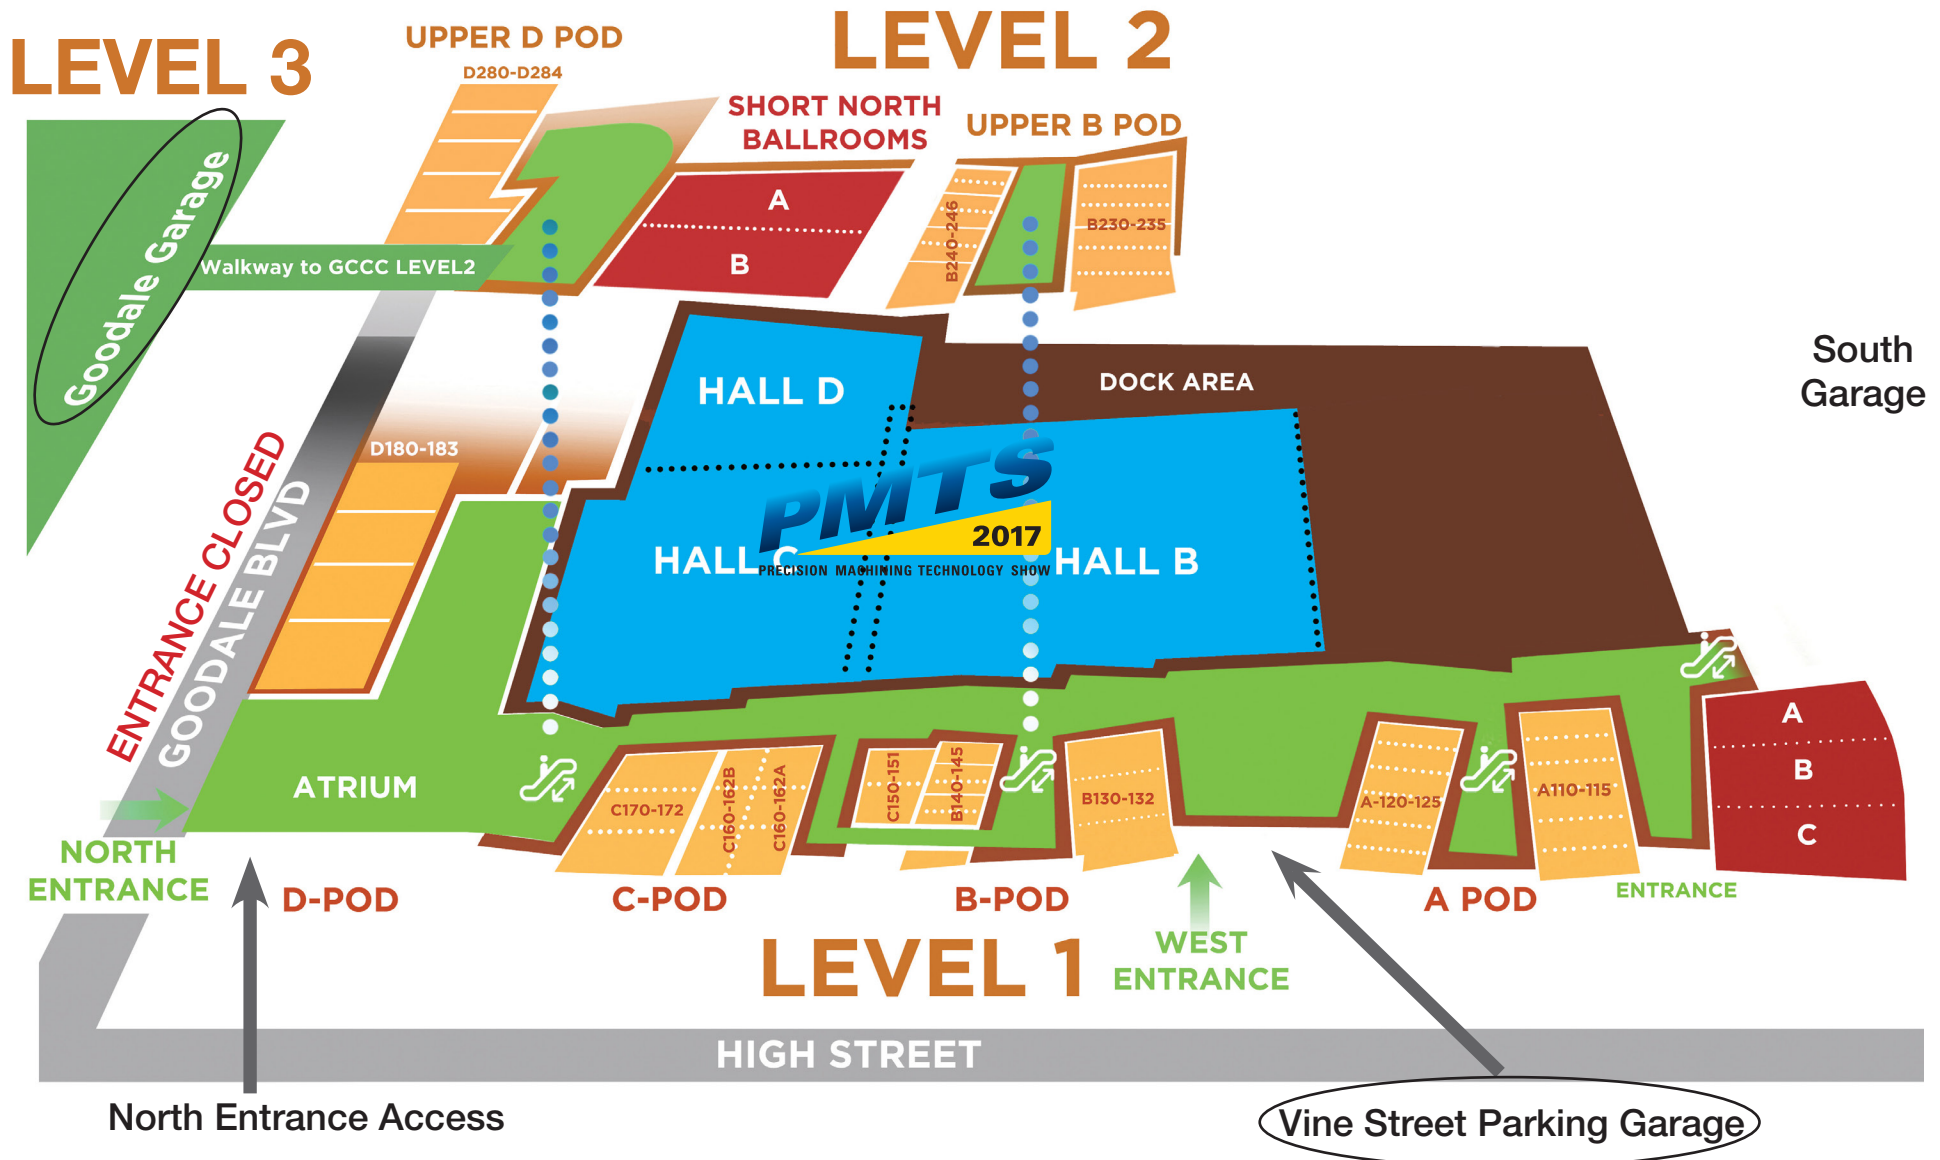 LEVEL 3
UPPER D POD
D280-D284
LEVEL 2
SHORT NORTH
BALLROOMS
UPPER B POD
Goodale Garage
Walkway to GCCC LEVEL2
A
B
B240-246
B230-235
South
Garage
HALL D
DOCK AREA
D180-183
ENTRANCE CLOSED
GOODALE BLVD
PMTS
2017
PRECISION MACHINING TECHNOLOGY SHOW
HALL C
HALL B
ATRIUM
C170-172
C160-162B
C160-162A
C150-151
B140-145
B130-132
A-120-125
A110-115
A
B
C
NORTH
ENTRANCE
D-POD
C-POD
B-POD
A POD
ENTRANCE
WEST
ENTRANCE
LEVEL 1
HIGH STREET
North Entrance Access
Vine Street Parking Garage